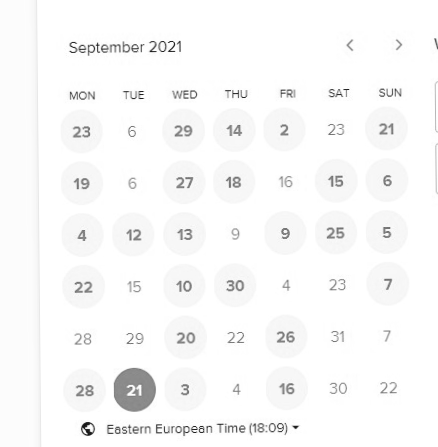 September 2021
MON TUE WED THU FRI SAT SUN
23 6 29 14 2 23 21
19 6 27 18 16 15 6
4 12 13 9 9 25 5
22 15 10 30 4 23 7
28 29 20 22 26 31 7
28 21 3 4 16 30 22
Eastern European Time (18:09)